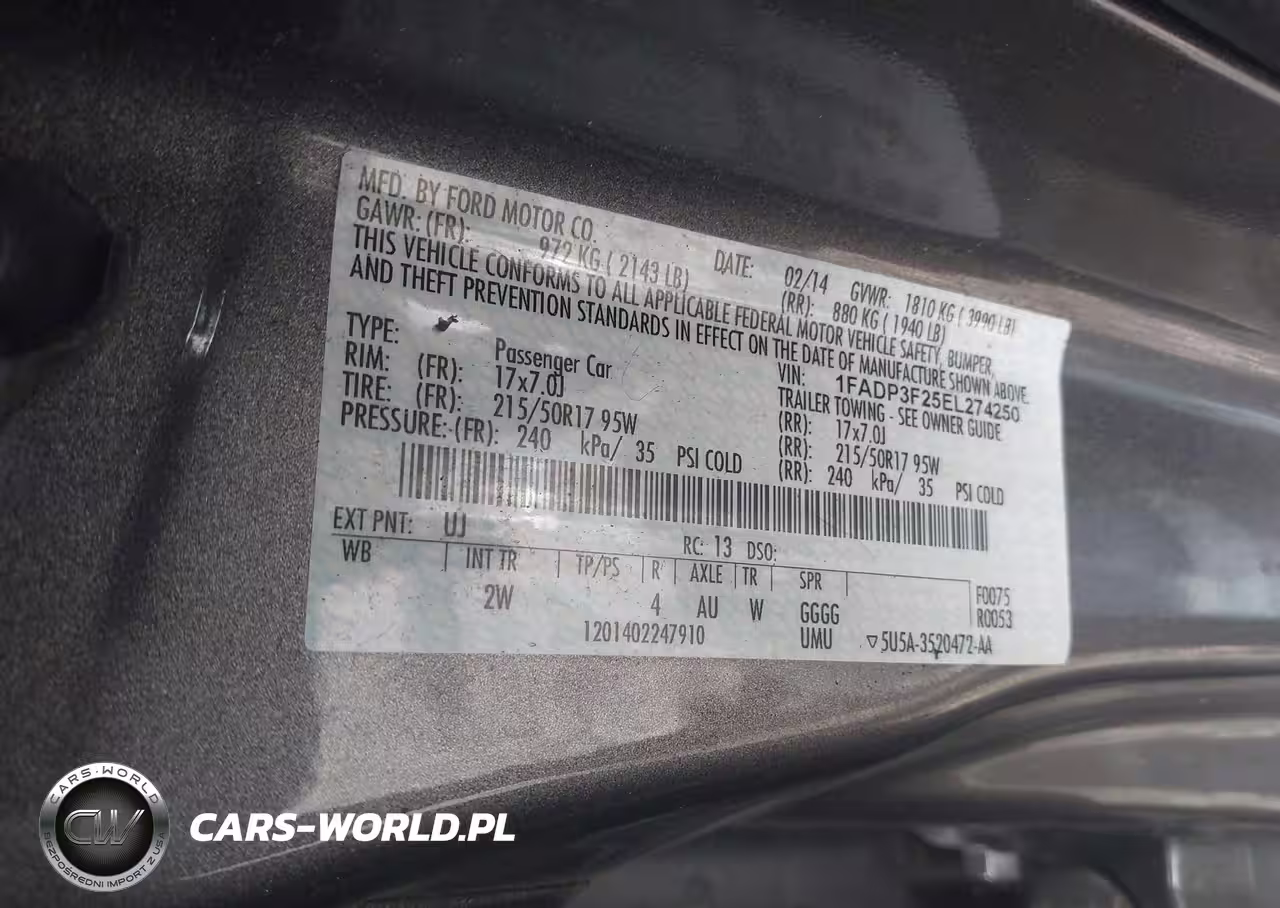 MFD. BY FORD MOTOR CO. DATE: 02/14 GVWR: 1810 KG ( 3990 LB)
GAWR: (FR): 972 KG ( 2143 LB) (RR): 880 KG ( 1940 LB)
THIS VEHICLE CONFORMS TO ALL APPLICABLE FEDERAL MOTOR VEHICLE SAFETY, BUMPER,
AND THEFT PREVENTION STANDARDS IN EFFECT ON THE DATE OF MANUFACTURE SHOWN ABOVE.
VIN: 1FADP3F25EL274250
TYPE: Passenger Car TRAILER TOWING - SEE OWNER GUIDE
RIM: (FR): 17x7.0J (RR): 17x7.0J
TIRE: (FR): 215/50R17 95W (RR): 215/50R17 95W
PRESSURE: (FR): 240 kPa/ 35 PSI COLD (RR): 240 kPa/ 35 PSI COLD
EXT PNT: UJ RC: 13 DSO:
WB INT TR TP/PS R AXLE TR SPR F0075
2W 4 AU W GGGG R0053
1201402247910 UMU ▽5U5A-3520472-AA
CARS-WORLD
CW
BEZPOŚREDNI IMPORT Z USA
CARS-WORLD.PL